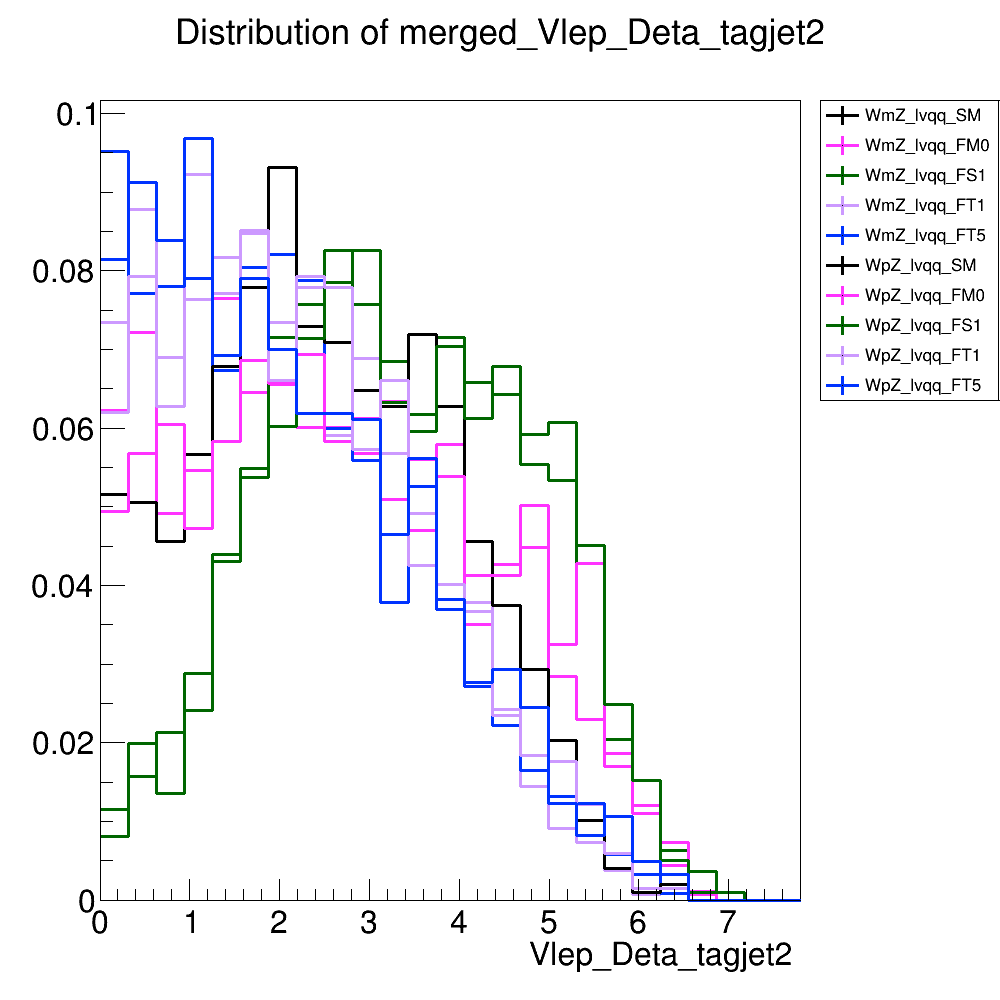 Distribution of merged_Vlep_Deta_tagjet2
0.1
0.08
0.06
0.04
0.02
0
0 1 2 3 4 5 6 7
Vlep_Deta_tagjet2
WmZ_lvqq_SM
WmZ_lvqq_FM0
WmZ_lvqq_FS1
WmZ_lvqq_FT1
WmZ_lvqq_FT5
WpZ_lvqq_SM
WpZ_lvqq_FM0
WpZ_lvqq_FS1
WpZ_lvqq_FT1
WpZ_lvqq_FT5